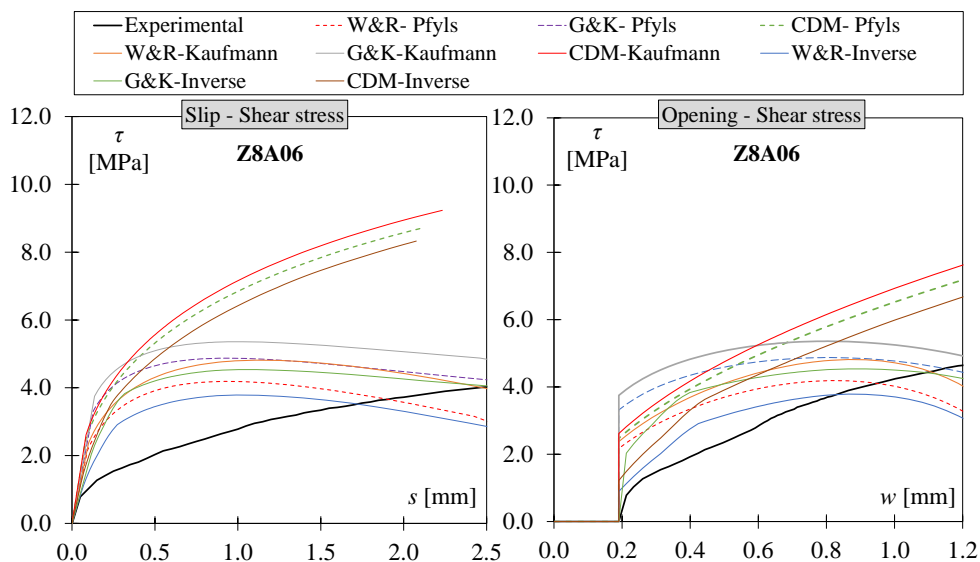 Experimental W&R- Pfyls G&K- Pfyls CDM- Pfyls
W&R-Kaufmann G&K-Kaufmann CDM-Kaufmann W&R-Inverse
G&K-Inverse CDM-Inverse
Slip - Shear stress
12.0
τ
[MPa]
Z8A06
10.0
8.0
6.0
4.0
2.0
s [mm]
0.0
0.0 0.5 1.0 1.5 2.0 2.5
Opening - Shear stress
12.0
τ
[MPa]
Z8A06
10.0
8.0
6.0
4.0
2.0
w [mm]
0.0
0.0 0.2 0.4 0.6 0.8 1.0 1.2